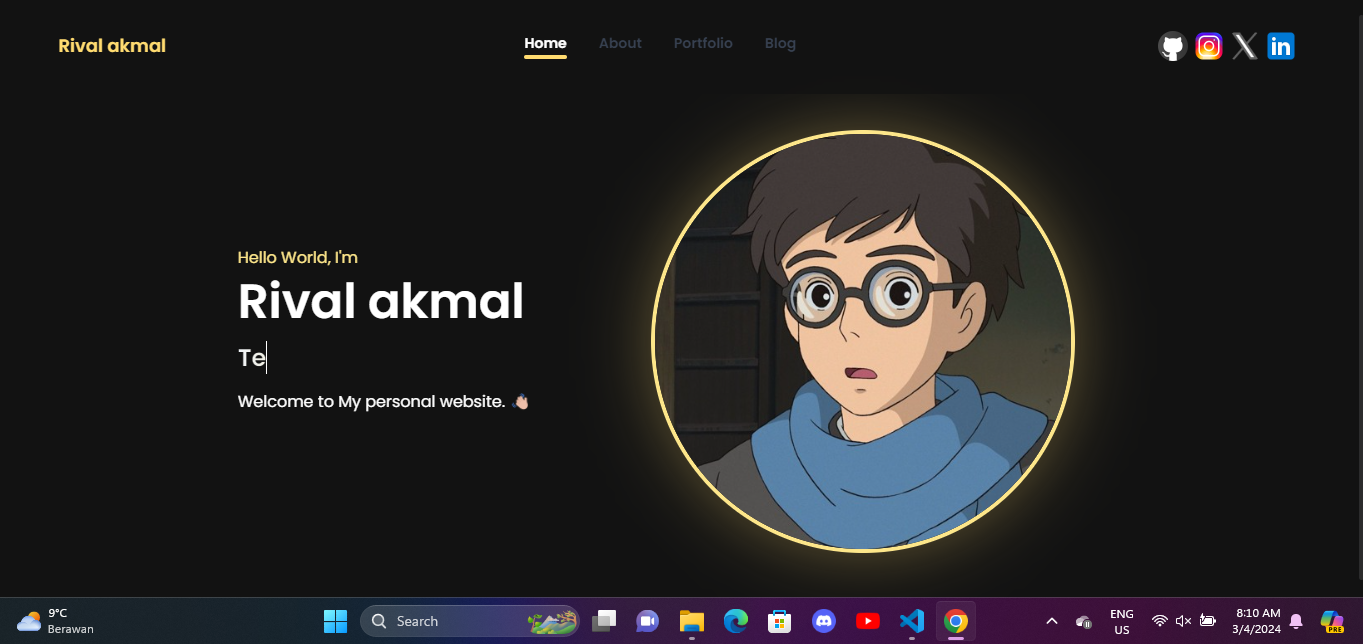 Rival akmal
Home About Portfolio Blog
Hello World, I'm
Rival akmal
Te
Welcome to My personal website. 👋🏻
9°C
Berawan
Search
ENG
US
8:10 AM
3/4/2024
PRE